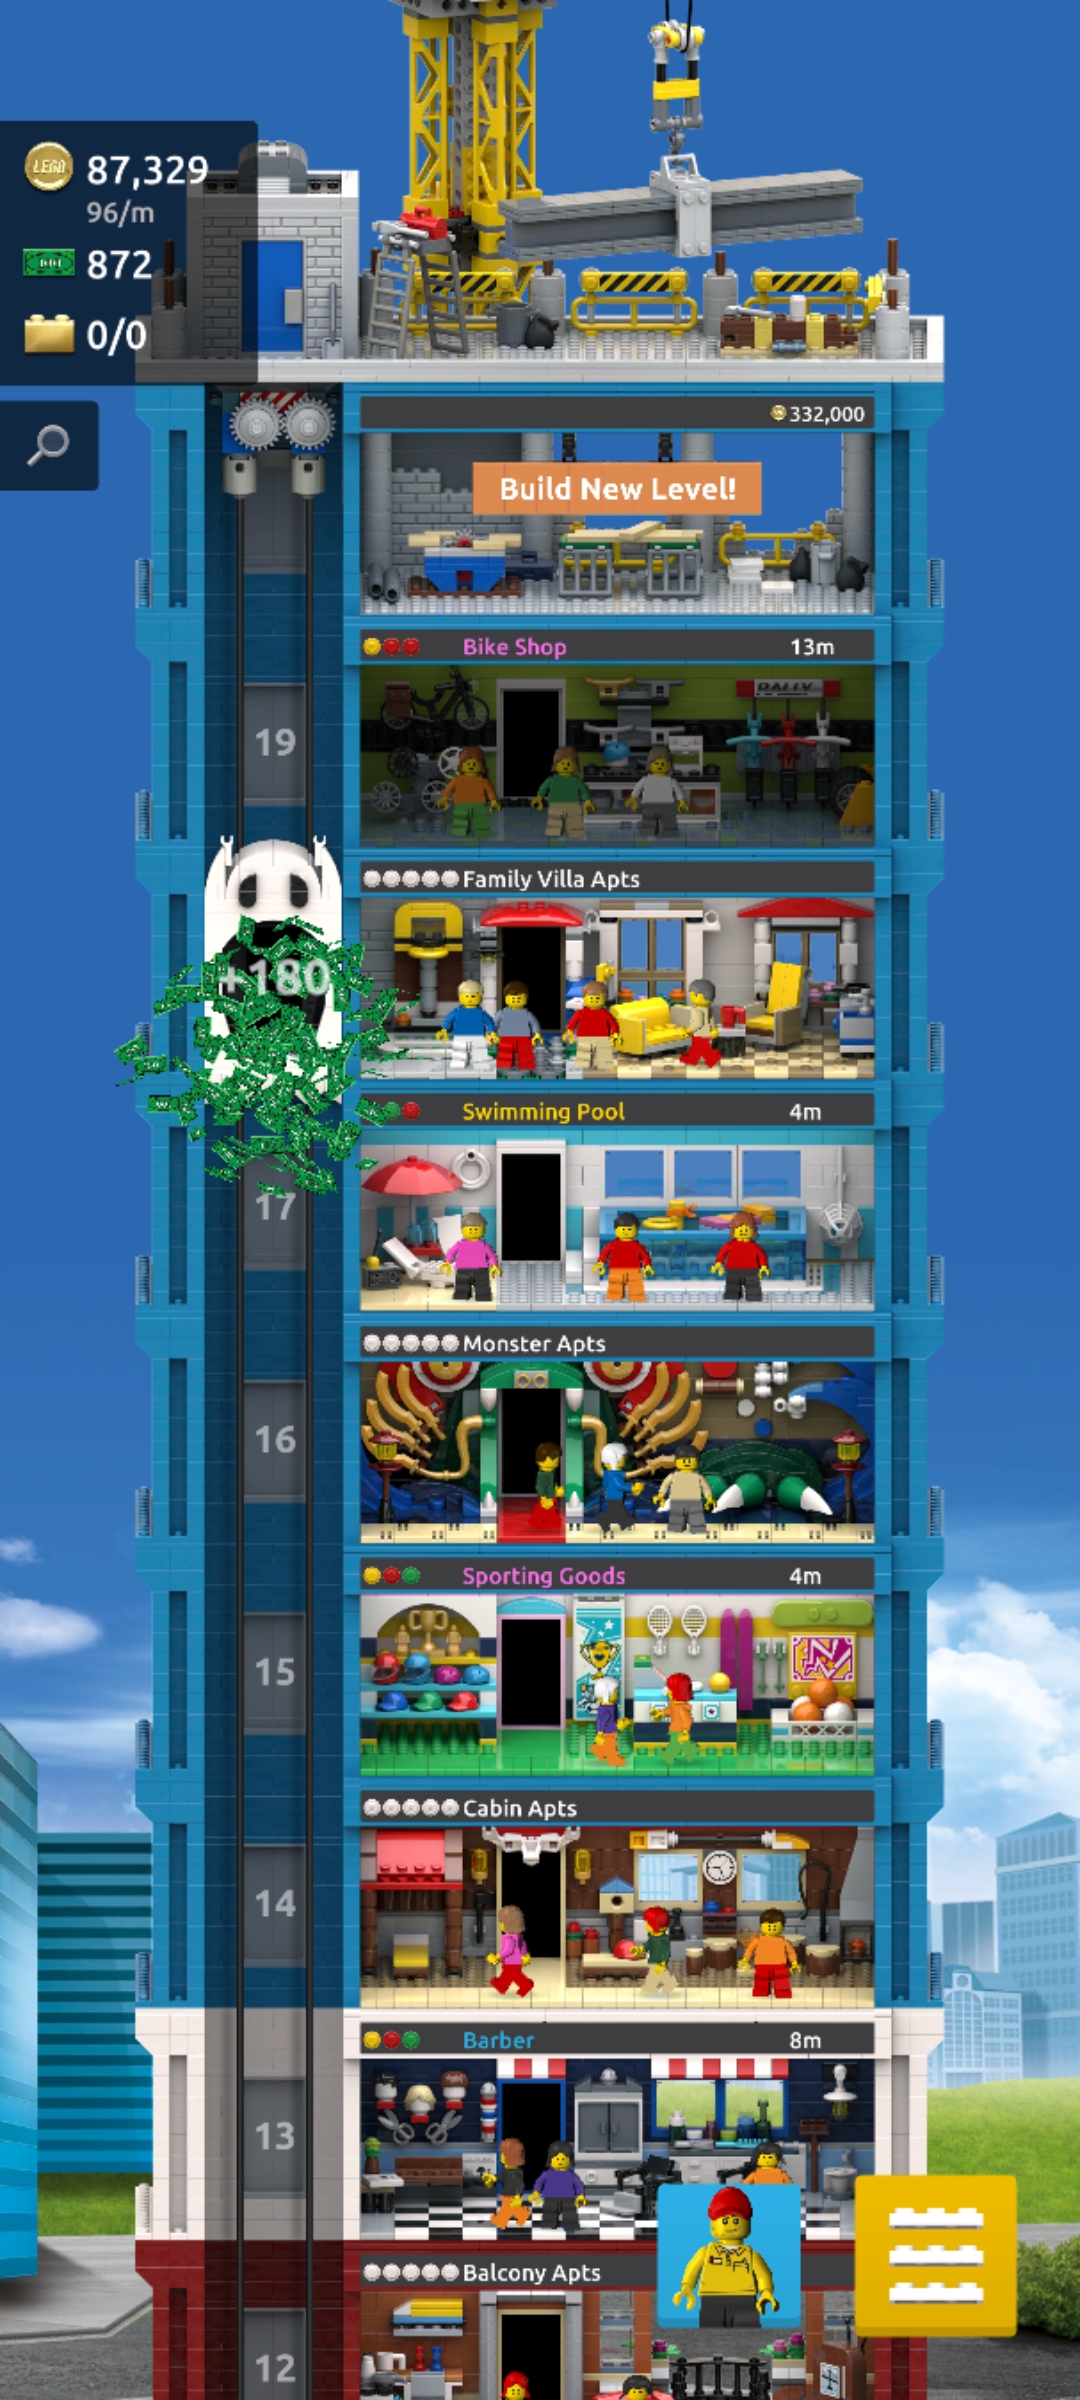 LEGO 87,329
96/m
872
0/0
332,000
Build New Level!
Bike Shop 13m
RALLY
19
Family Villa Apts
+180
Swimming Pool 4m
17
Monster Apts
16
Sporting Goods 4m
15
Cabin Apts
14
Barber 8m
13
Balcony Apts
12